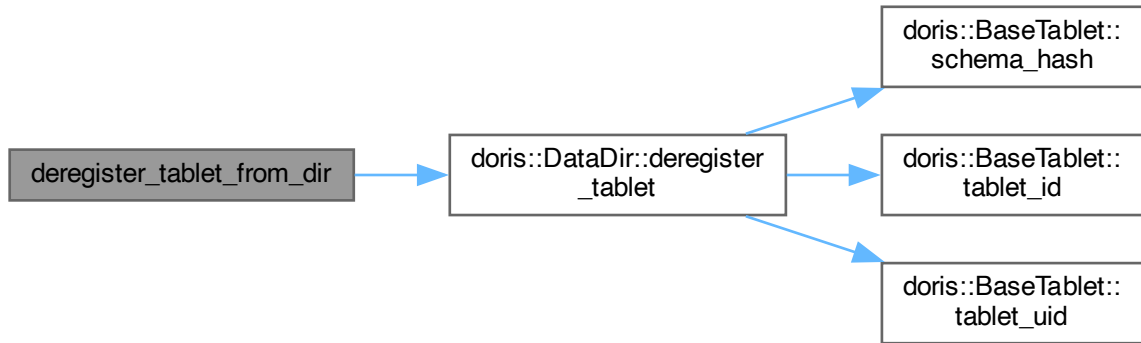 deregister_tablet_from_dir
doris::DataDir::deregister
_tablet
doris::BaseTablet::
schema_hash
doris::BaseTablet::
tablet_id
doris::BaseTablet::
tablet_uid